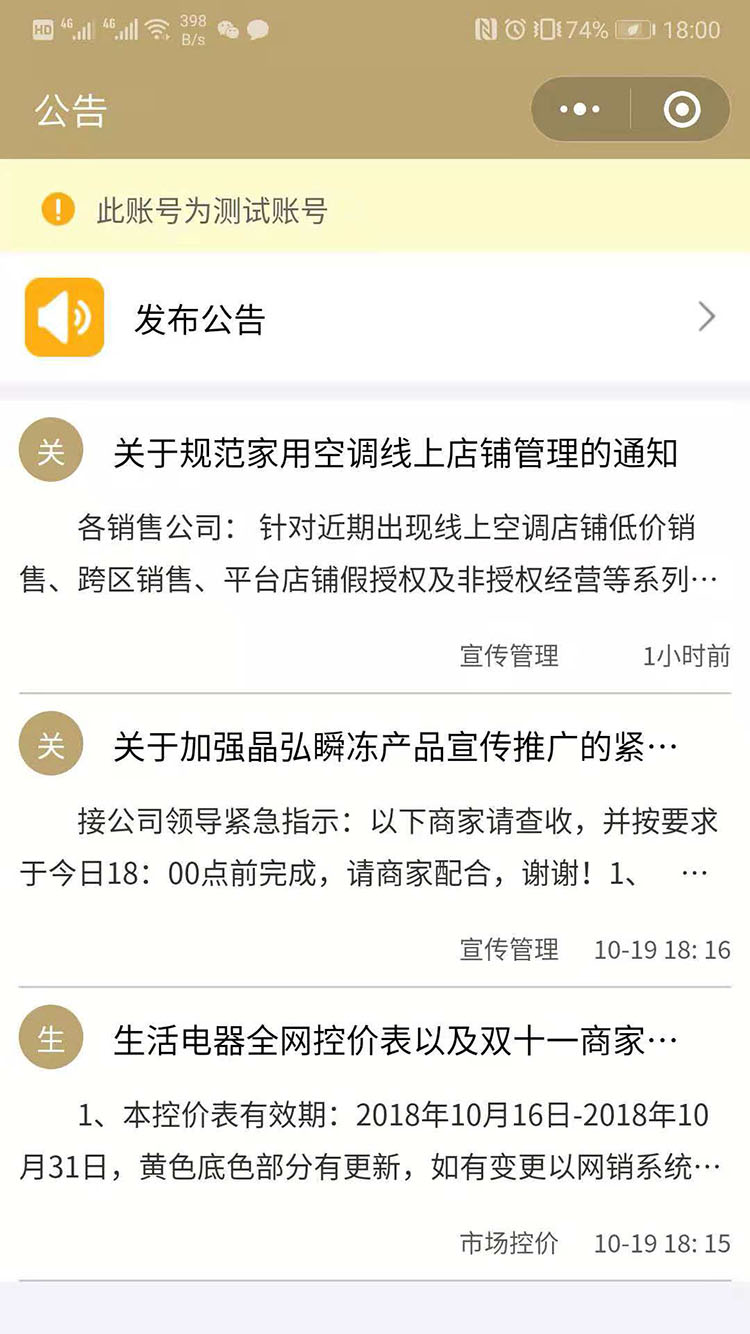 HD 4G 4G 398 B/s 74% 18:00
公告
此账号为测试账号
发布公告
关 关于规范家用空调线上店铺管理的通知
各销售公司： 针对近期出现线上空调店铺低价销
售、跨区销售、平台店铺假授权及非授权经营等系列…
宣传管理 1小时前
关 关于加强晶弘瞬冻产品宣传推广的紧…
接公司领导紧急指示：以下商家请查收，并按要求
于今日18：00点前完成，请商家配合，谢谢！1、 …
宣传管理 10-19 18: 16
生 生活电器全网控价表以及双十一商家…
1、本控价表有效期：2018年10月16日-2018年10
月31日，黄色底色部分有更新，如有变更以网销系统…
市场控价 10-19 18: 15